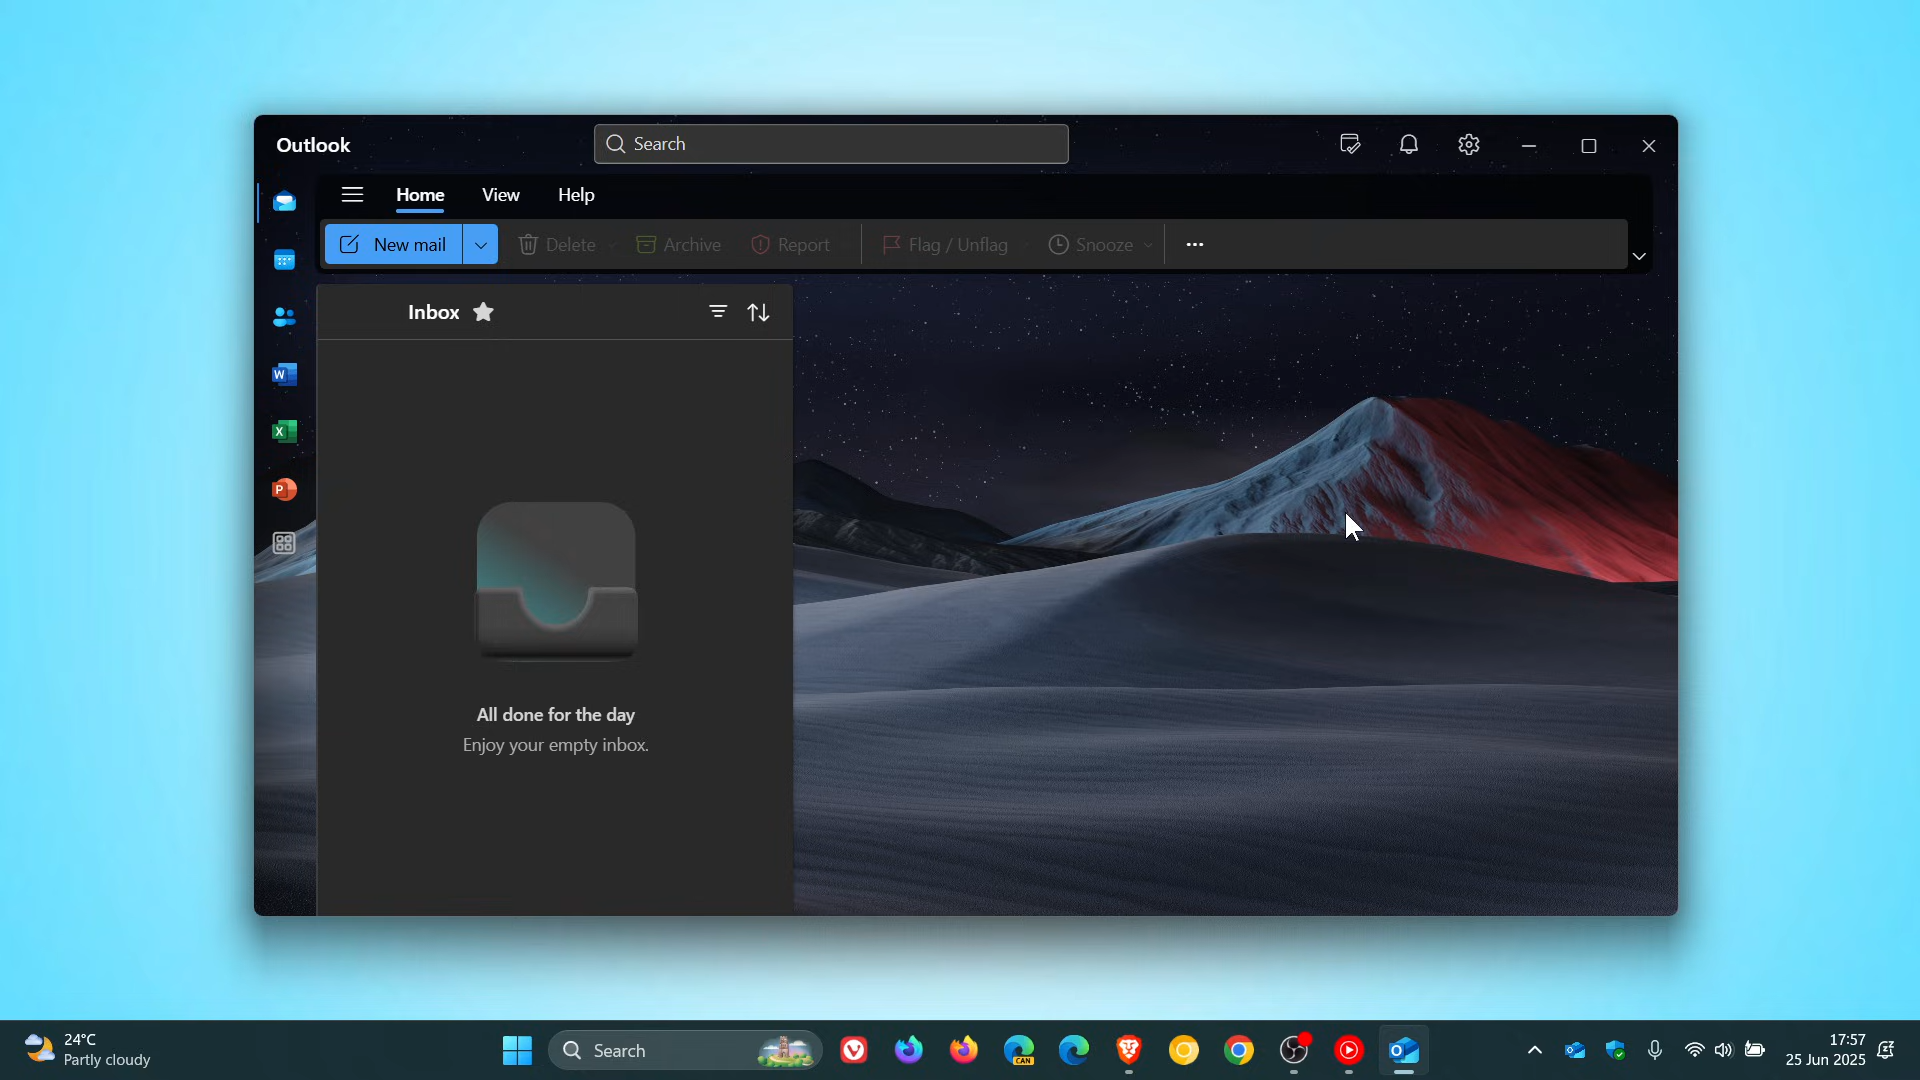 Outlook
Search
Home View Help
New mail Delete Archive Report Flag / Unflag Snooze
Inbox
W
X
P
All done for the day
Enjoy your empty inbox.
24°C
Partly cloudy
Search
CAN
17:57
25 Jun 2025